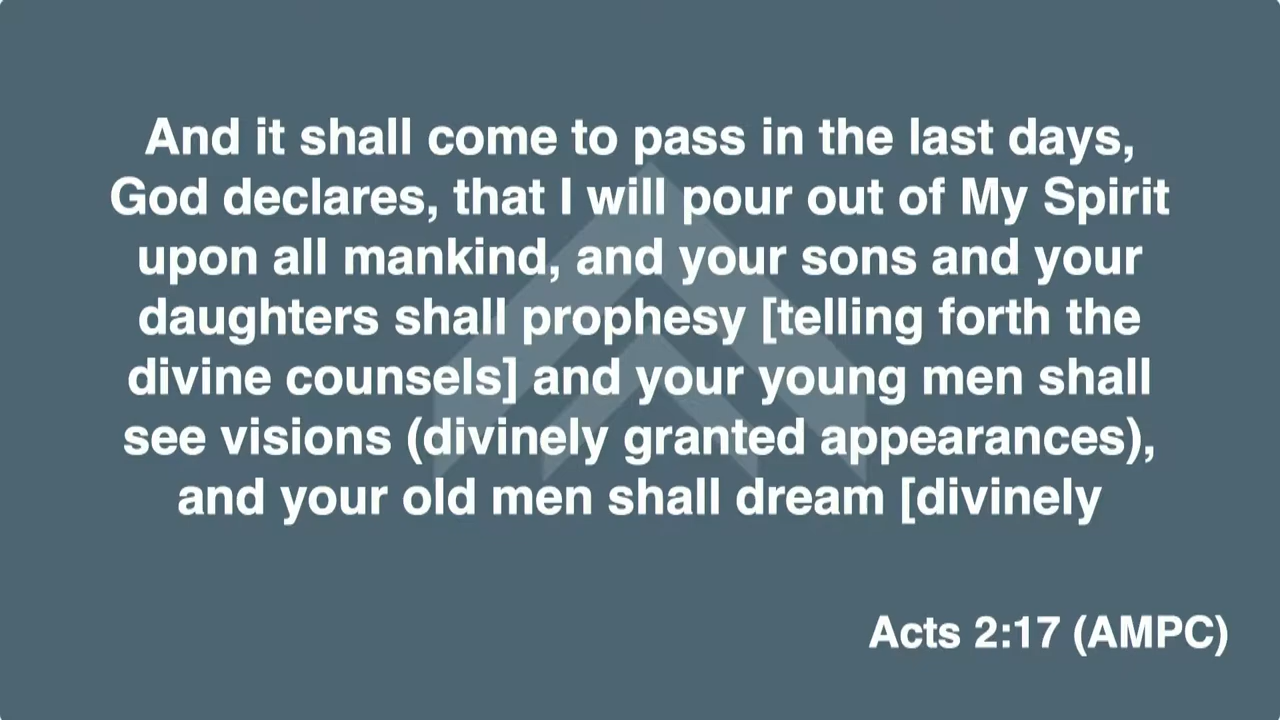 And it shall come to pass in the last days,
God declares, that I will pour out of My Spirit
upon all mankind, and your sons and your
daughters shall prophesy [telling forth the
divine counsels] and your young men shall
see visions (divinely granted appearances),
and your old men shall dream [divinely
Acts 2:17 (AMPC)